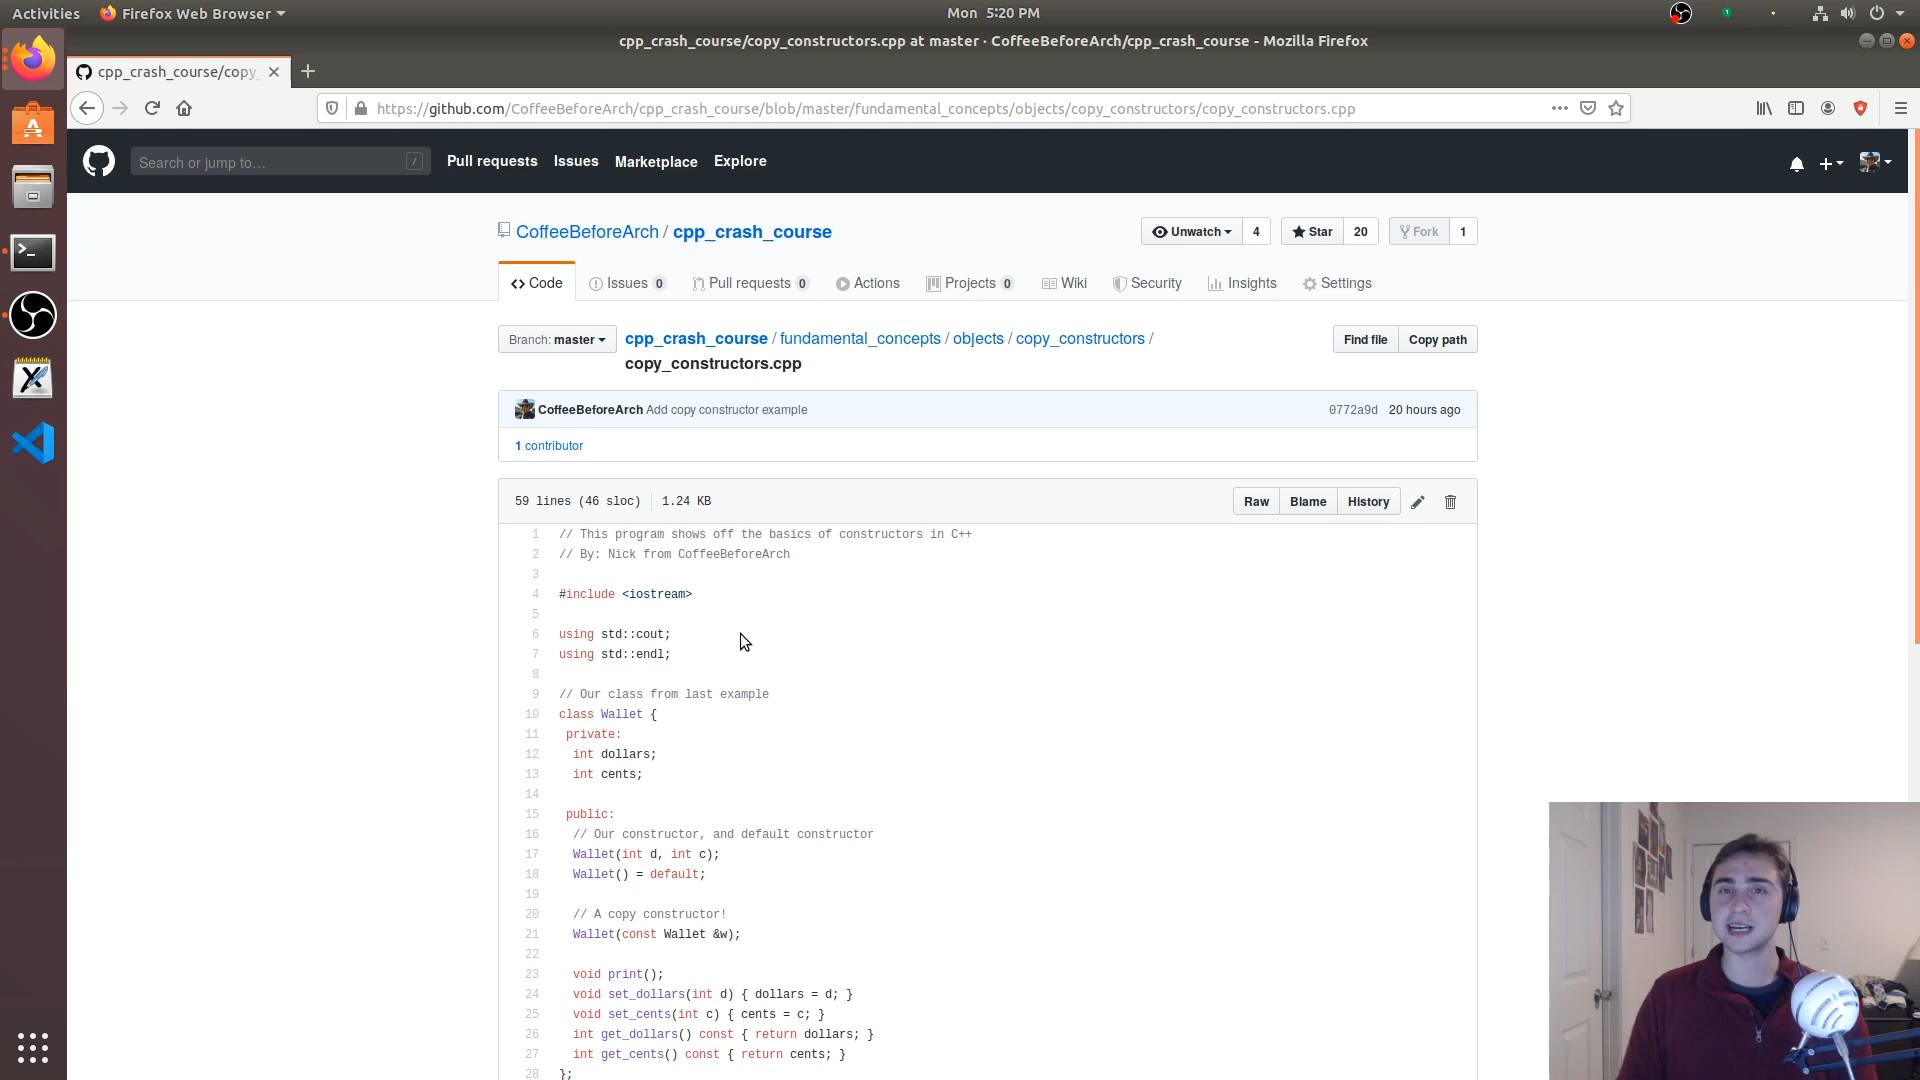 Activities Firefox Web Browser Mon 5:20 PM
cpp_crash_course/copy_constructors.cpp at master · CoffeeBeforeArch/cpp_crash_course - Mozilla Firefox
cpp_crash_course/copy_
https://github.com/CoffeeBeforeArch/cpp_crash_course/blob/master/fundamental_concepts/objects/copy_constructors/copy_constructors.cpp
Search or jump to… / Pull requests Issues Marketplace Explore
CoffeeBeforeArch / cpp_crash_course Unwatch 4 Star 20 Fork 1
Code Issues 0 Pull requests 0 Actions Projects 0 Wiki Security Insights Settings
Branch: master cpp_crash_course / fundamental_concepts / objects / copy_constructors / Find file Copy path
copy_constructors.cpp
CoffeeBeforeArch Add copy constructor example 0772a9d 20 hours ago
1 contributor
59 lines (46 sloc) 1.24 KB Raw Blame History
1 // This program shows off the basics of constructors in C++
2 // By: Nick from CoffeeBeforeArch
3
4 #include <iostream>
5
6 using std::cout;
7 using std::endl;
8
9 // Our class from last example
10 class Wallet {
11 private:
12 int dollars;
13 int cents;
14
15 public:
16 // Our constructor, and default constructor
17 Wallet(int d, int c);
18 Wallet() = default;
19
20 // A copy constructor!
21 Wallet(const Wallet &w);
22
23 void print();
24 void set_dollars(int d) { dollars = d; }
25 void set_cents(int c) { cents = c; }
26 int get_dollars() const { return dollars; }
27 int get_cents() const { return cents; }
28 };